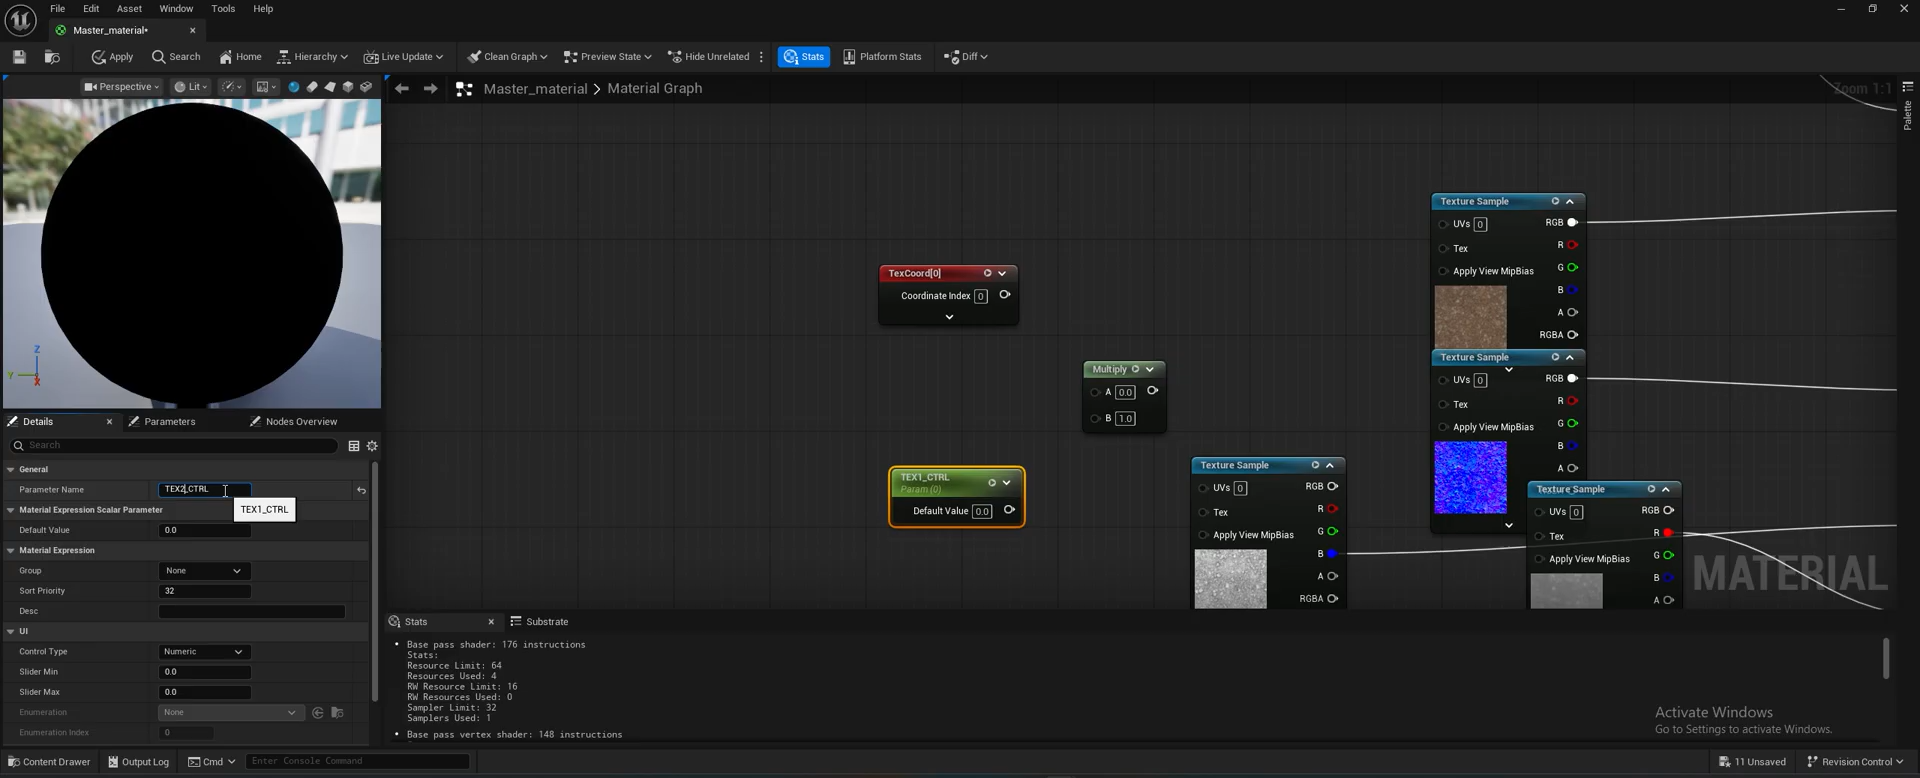 File Edit Asset Window Tools Help
Master_material•
Apply Search Home Hierarchy Live Update Clean Graph Preview State Hide Unrelated Stats Platform Stats Diff
Perspective Lit
Master_material > Material Graph
Zoom 1:1
Palette
Texture Sample
UVs 0 RGB
Tex R
G
Apply View MipBias
B
A
RGBA
TexCoord[0]
Coordinate Index 0
Texture Sample
UVs 0 RGB
Tex R
Apply View MipBias G
B
A
Multiply
A 0.0
B 1.0
TEX1_CTRL
Param (0)
Default Value 0.0
Texture Sample
UVs 0 RGB
Tex R
Apply View MipBias G
B
A
RGBA
Texture Sample
UVs 0 RGB
Tex R
Apply View MipBias G
B
A
MATERIAL
Z
Y
X
Details Parameters Nodes Overview
Search
General
Parameter Name TEX2_CTRL
TEX1_CTRL
Material Expression Scalar Parameter
Default Value 0.0
Material Expression
Group None
Sort Priority 32
Desc
UI
Control Type Numeric
Slider Min 0.0
Slider Max 0.0
Enumeration None
Enumeration Index 0
Stats Substrate
• Base pass shader: 176 instructions
Stats:
Resource Limit: 64
Resources Used: 4
RW Resource Limit: 16
RW Resources Used: 0
Sampler Limit: 32
Samplers Used: 1
• Base pass vertex shader: 148 instructions
Activate Windows
Go to Settings to activate Windows.
Content Drawer Output Log Cmd Enter Console Command 11 Unsaved Revision Control